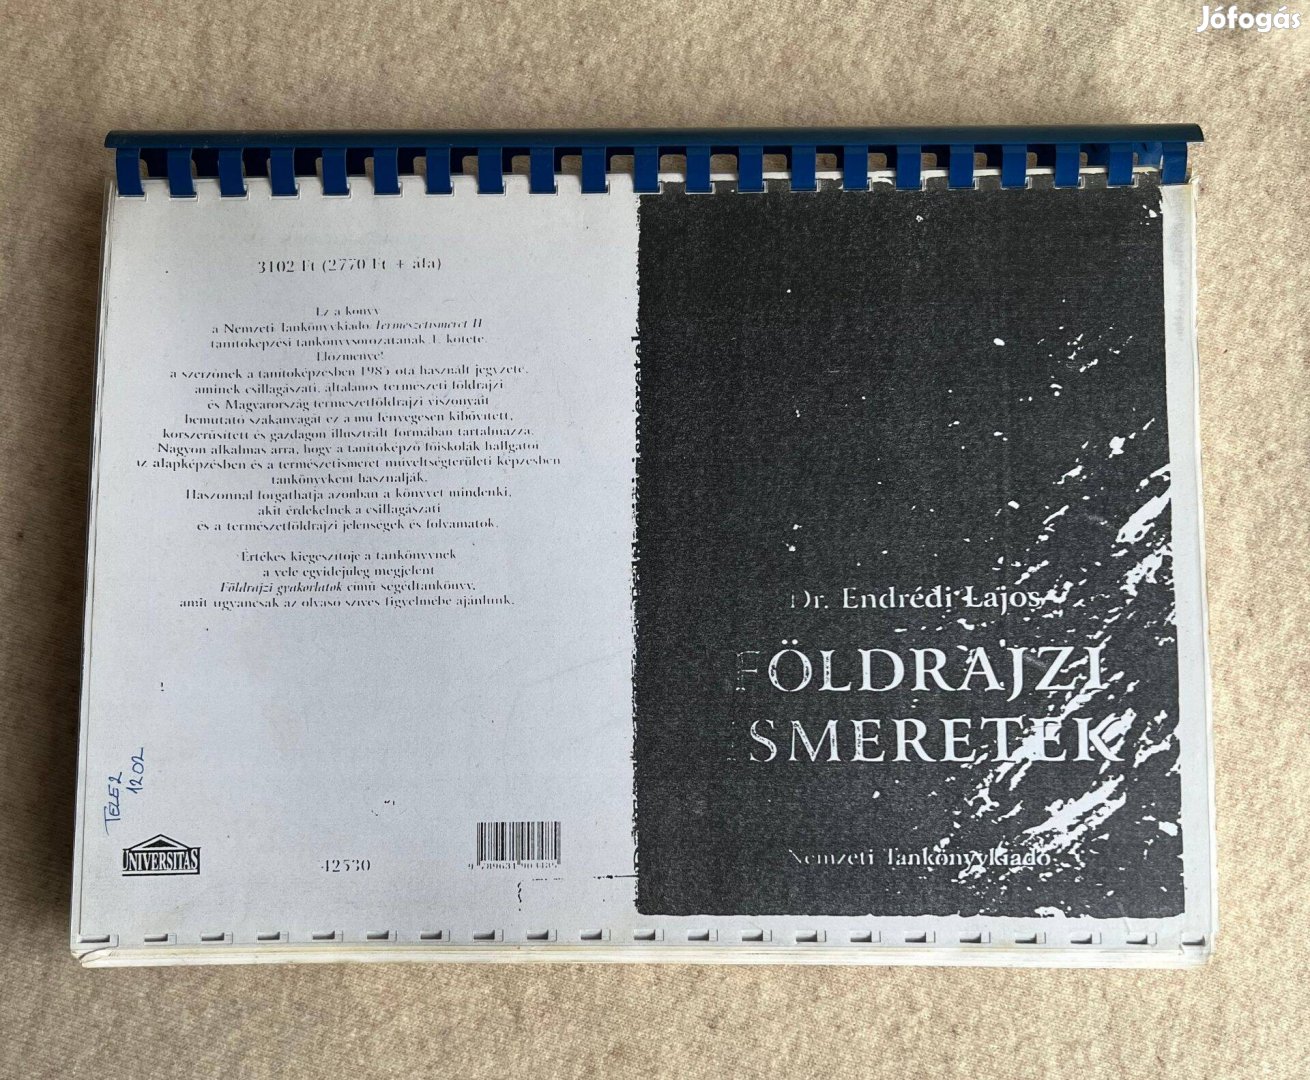 Jófogás
3102 Ft (2770 Ft + áfa)
Ez a könyv
a Nemzeti Tankönyvkiadó Természetismeret II
tanítóképzési tankönyvsorozatának I. kötete.
Előzménye
a szerzőnek a tanítóképzésben 1985 óta használt jegyzete,
aminek csillagászati, általános természeti földrajzi
és Magyarország természetföldrajzi viszonyait
bemutató szakanyagát ez a mű lényegesen kibővített,
korszerűsített és gazdagon illusztrált formában tartalmazza.
Nagyon alkalmas arra, hogy a tanítóképző főiskolák hallgatói
az alapképzésben és a természetismeret műveltségterületi képzésben
tankönyvként használják.
Haszonnal forgathatja azonban a könyvet mindenki,
akit érdekelnek a csillagászati
és a természetföldrajzi jelenségek és folyamatok.
Értékes kiegészítője a tankönyvnek
a vele egyidejűleg megjelent
Földrajzi gyakorlatok című segédtankönyv,
amit ugyancsak az olvasó szíves figyelmébe ajánlunk.
TELE2
1202
UNIVERSITAS
42530
Dr. Endrédi Lajos
FÖLDRAJZI
ISMERETEK
Nemzeti Tankönyvkiadó